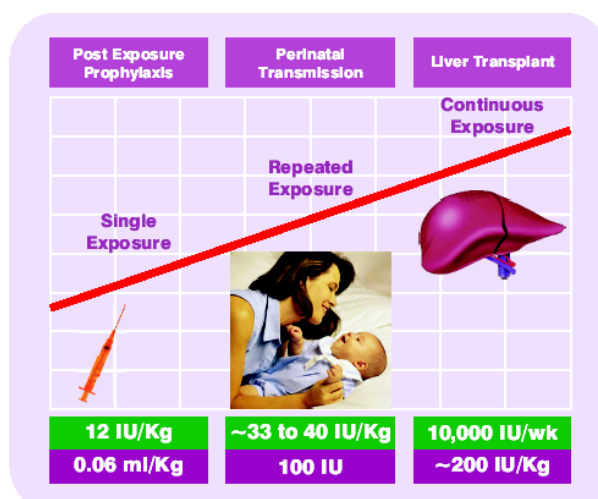 Post Exposure
Prophylaxis
Perinatal
Transmission
Liver Transplant
Continuous
Exposure
Repeated
Exposure
Single
Exposure
12 IU/Kg
~33 to 40 IU/Kg
10,000 IU/wk
0.06 ml/Kg
100 IU
~200 IU/Kg